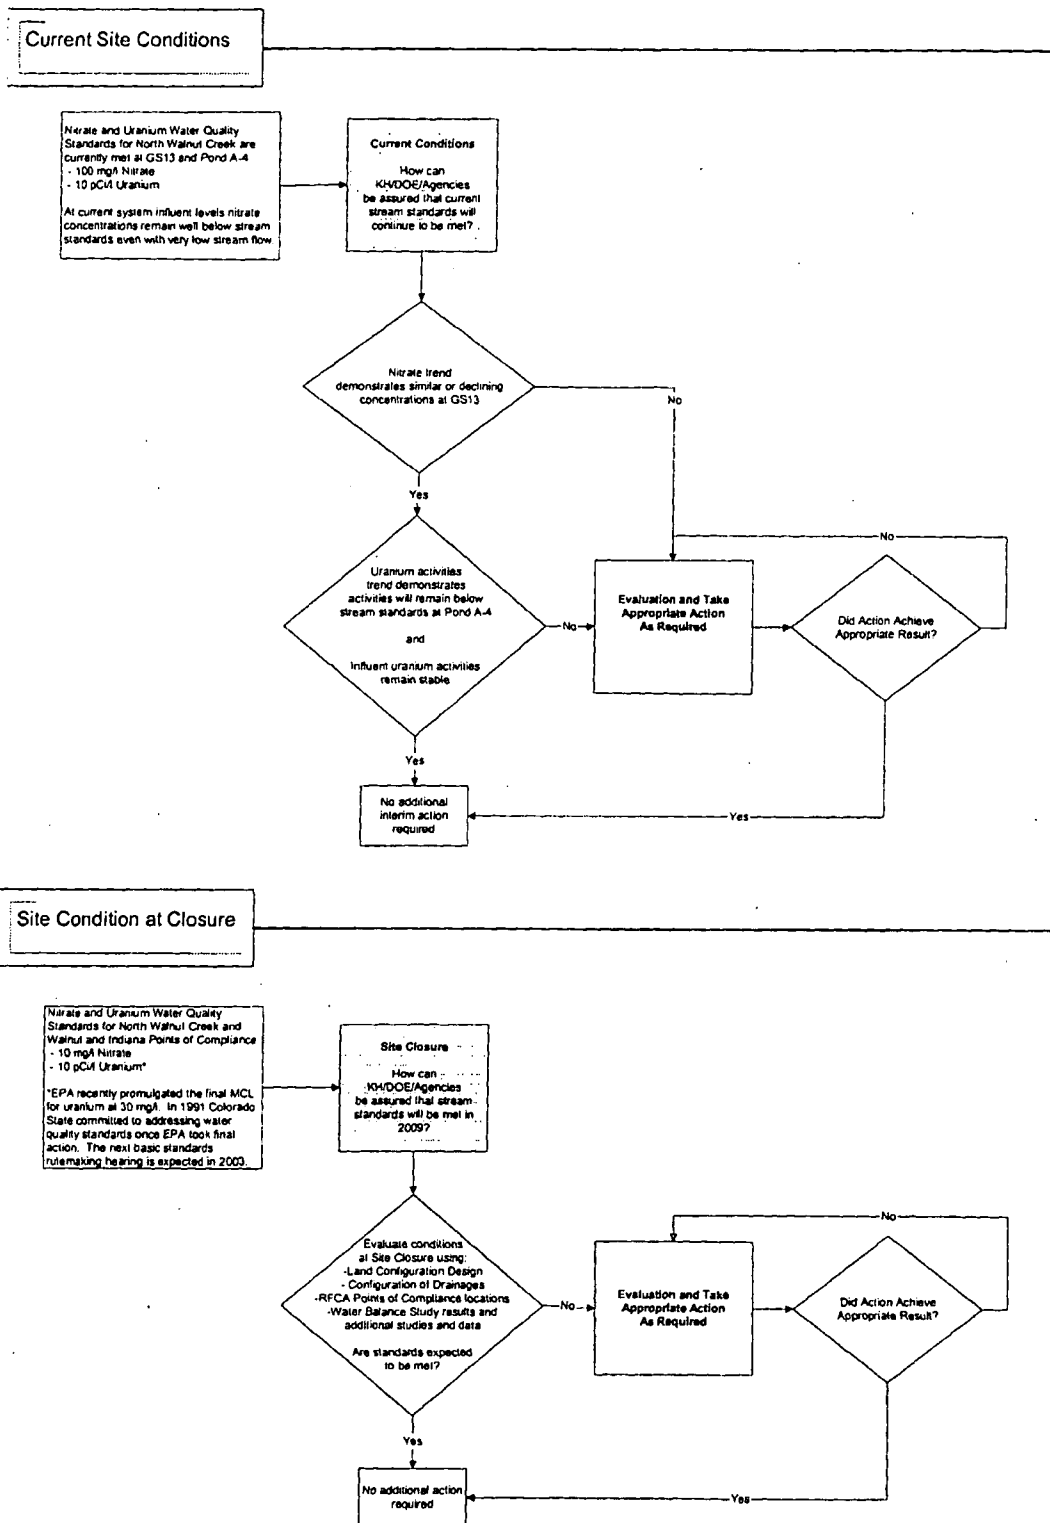 Current Site Conditions
Nitrate and Uranium Water Quality
Standards for North Walnut Creek are
currently met at GS13 and Pond A-4
- 100 mg/l Nitrate
- 10 pCi/l Uranium
At current system influent levels nitrate
concentrations remain well below stream
standards even with very low stream flow
Current Conditions
How can
KH/DOE/Agencies
be assured that current
stream standards will
continue to be met?
Nitrate trend
demonstrates similar or declining
concentrations at GS13
No
Yes
Uranium activities
trend demonstrates
activities will remain below
stream standards at Pond A-4
and
Influent uranium activities
remain stable
No
Evaluation and Take
Appropriate Action
As Required
No
Did Action Achieve
Appropriate Result?
Yes
No additional
interim action
required
Yes
Site Condition at Closure
Nitrate and Uranium Water Quality
Standards for North Walnut Creek and
Walnut and Indiana Points of Compliance
- 10 mg/l Nitrate
- 10 pCi/l Uranium*
*EPA recently promulgated the final MCL
for uranium at 30 mg/l. In 1991 Colorado
State committed to addressing water
quality standards once EPA took final
action. The next basic standards
rulemaking hearing is expected in 2003.
Site Closure
How can
KH/DOE/Agencies
be assured that stream
standards will be met in
2009?
Evaluate conditions
at Site Closure using:
-Land Configuration Design
- Configuration of Drainages
-RFCA Points of Compliance locations
-Water Balance Study results and
additional studies and data
Are standards expected
to be met?
No
Evaluation and Take
Appropriate Action
As Required
No
Did Action Achieve
Appropriate Result?
Yes
No additional action
required
Yes